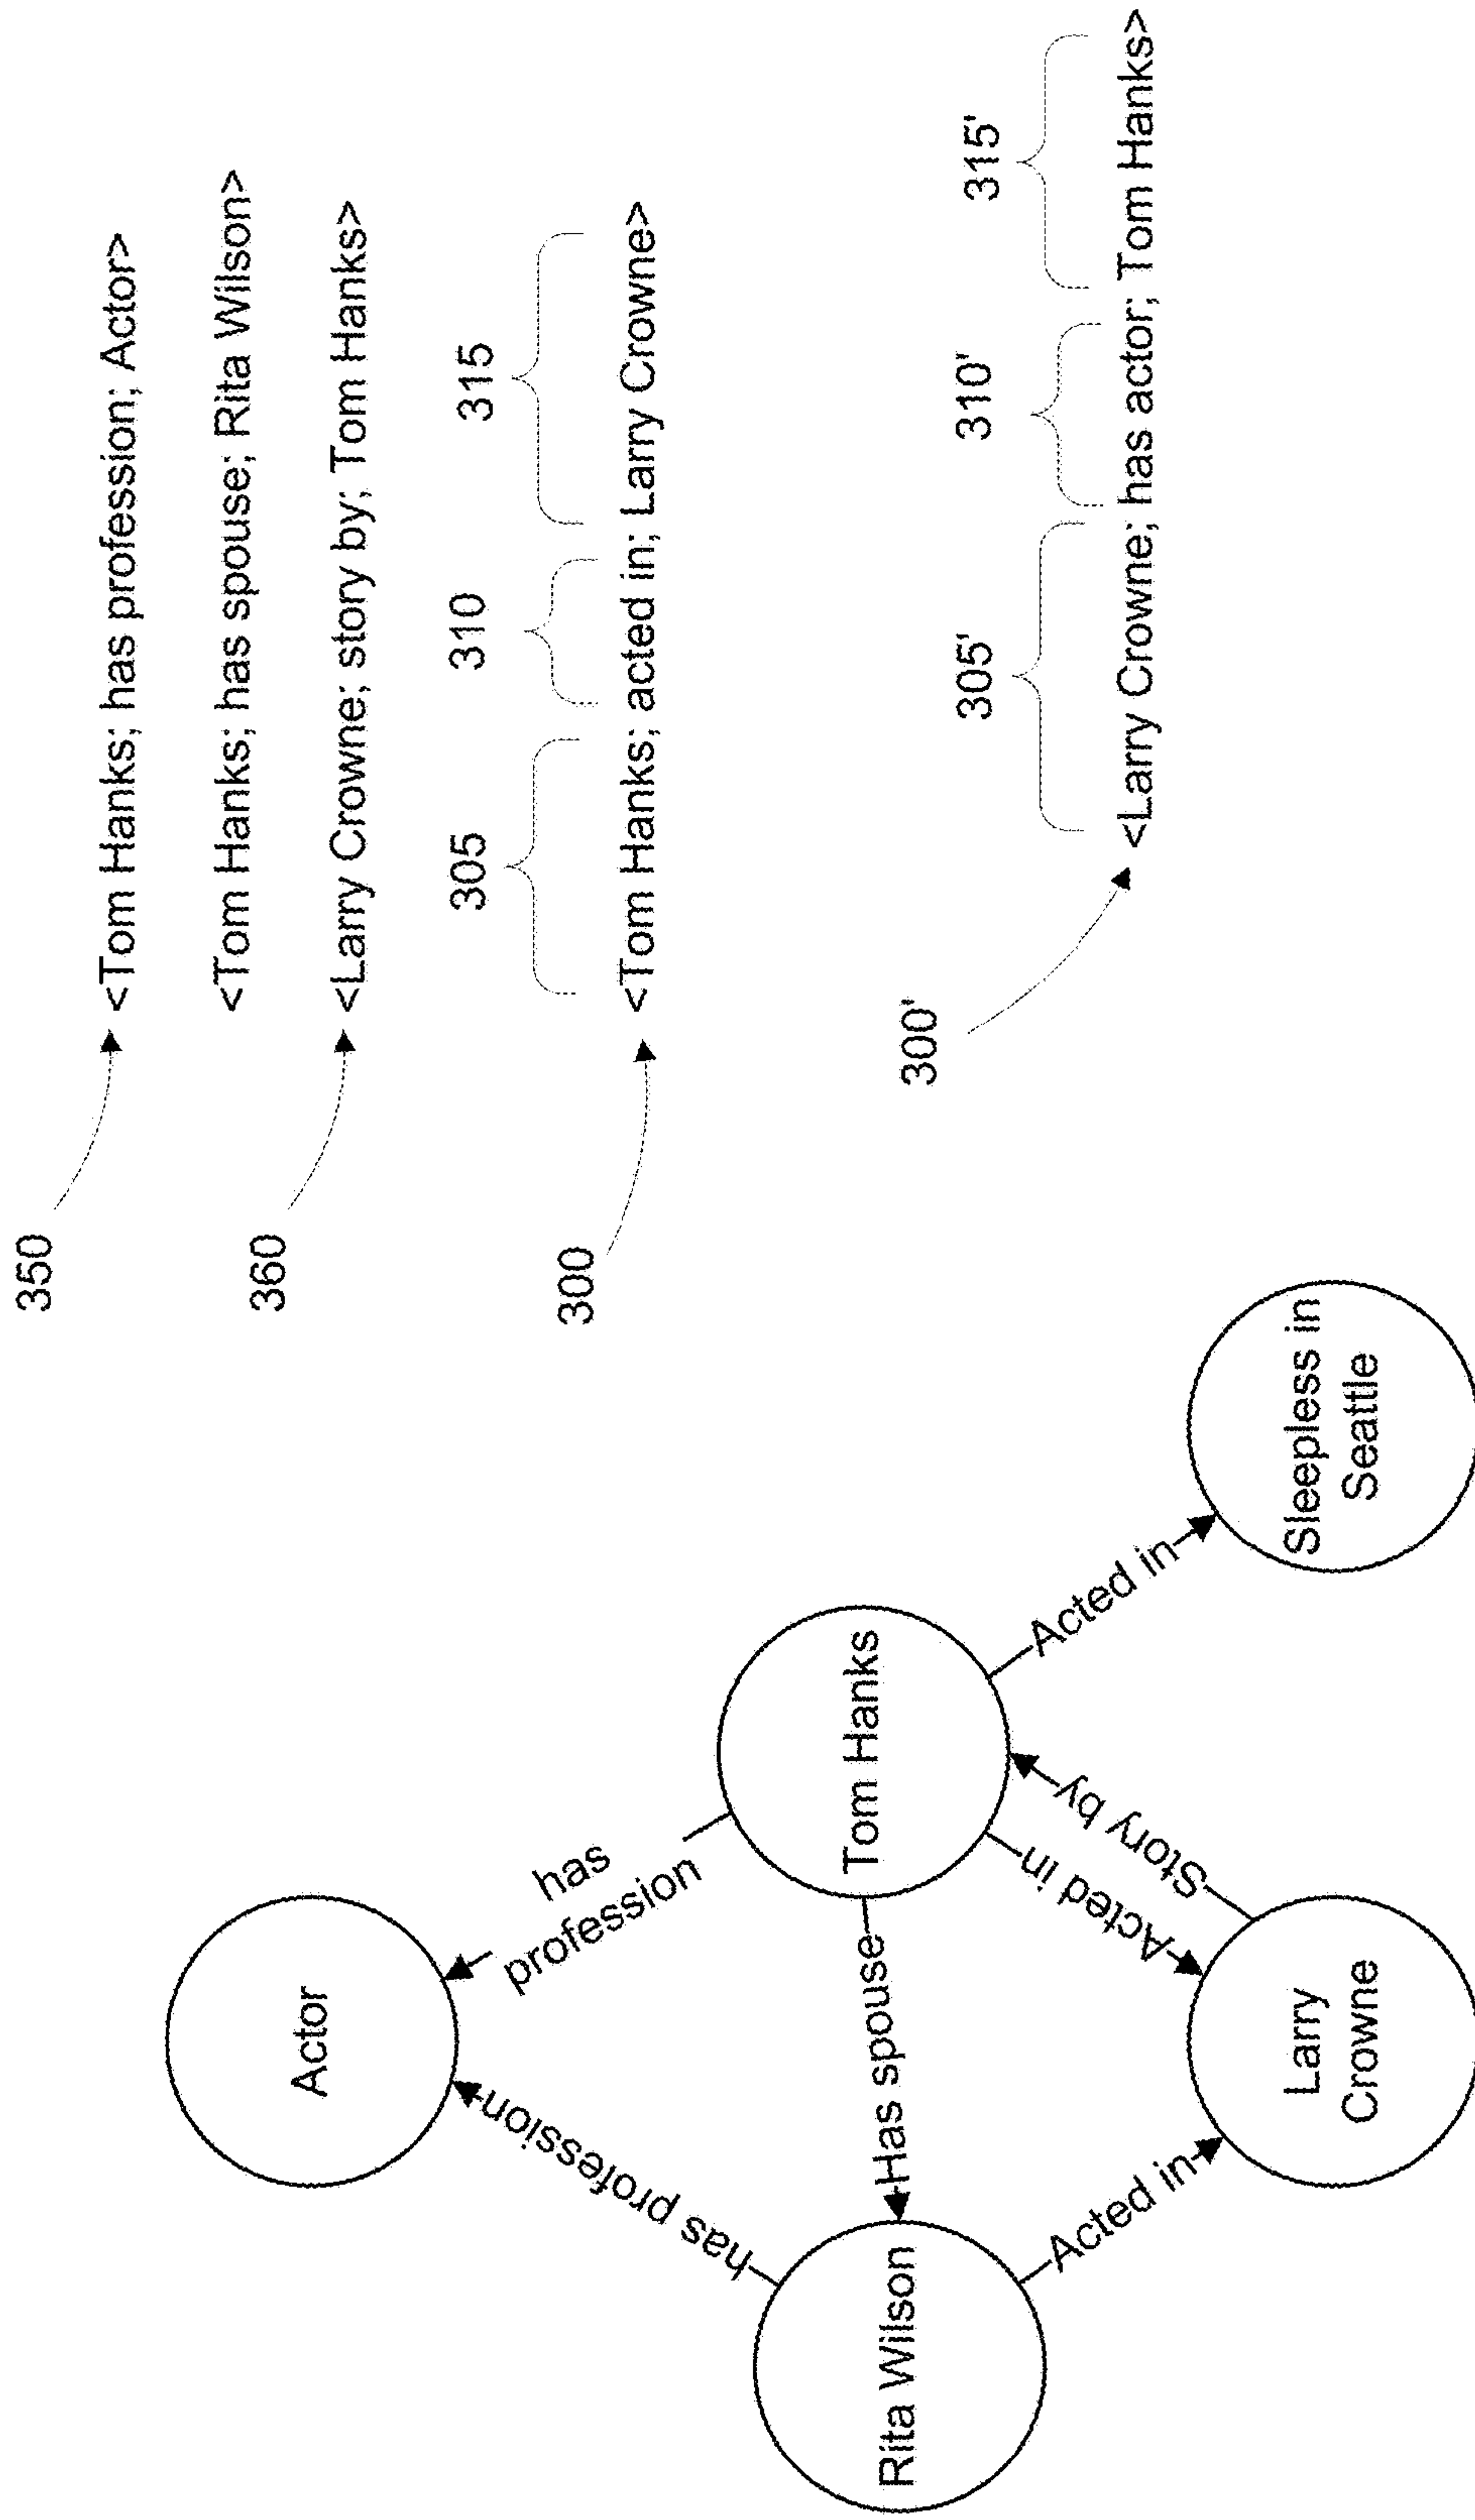 Actor
has profession
has
profession
Rita Wilson
Has spouse
Tom Hanks
Acted in
Larry
Crowne
Acted in
Story by
Acted in
Sleepless in
Seattle
350
<Tom Hanks; has profession; Actor>
<Tom Hanks; has spouse; Rita Wilson>
360
<Larry Crowne; story by; Tom Hanks>
305
310
315
300
<Tom Hanks; acted in; Larry Crowne>
300'
305'
310'
315'
<Larry Crowne; has actor; Tom Hanks>